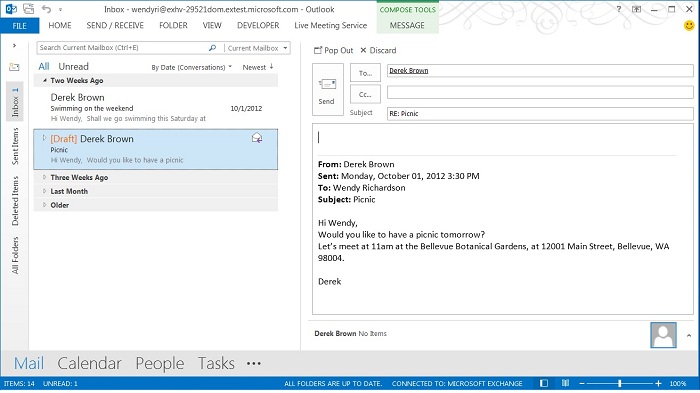 Inbox - wendyri@exhv-29521dom.extest.microsoft.com - Outlook
COMPOSE TOOLS
FILE HOME SEND / RECEIVE FOLDER VIEW DEVELOPER Live Meeting Service MESSAGE
Search Current Mailbox (Ctrl+E) Current Mailbox
All Unread By Date (Conversations) Newest ↓
Two Weeks Ago
Derek Brown
Swimming on the weekend 10/1/2012
Hi Wendy, Shall we go swimming this Saturday at
[Draft] Derek Brown
Picnic
Hi Wendy, Would you like to have a picnic
Three Weeks Ago
Last Month
Older
Inbox 1
Sent Items
Deleted Items
All Folders
Pop Out Discard
Send
To... Derek Brown
Cc...
Subject RE: Picnic
From: Derek Brown
Sent: Monday, October 01, 2012 3:30 PM
To: Wendy Richardson
Subject: Picnic
Hi Wendy,
Would you like to have a picnic tomorrow?
Let's meet at 11am at the Bellevue Botanical Gardens, at 12001 Main Street, Bellevue, WA
98004.
Derek
Derek Brown No Items
Mail Calendar People Tasks •••
ITEMS: 14 UNREAD: 1 ALL FOLDERS ARE UP TO DATE. CONNECTED TO: MICROSOFT EXCHANGE 100%